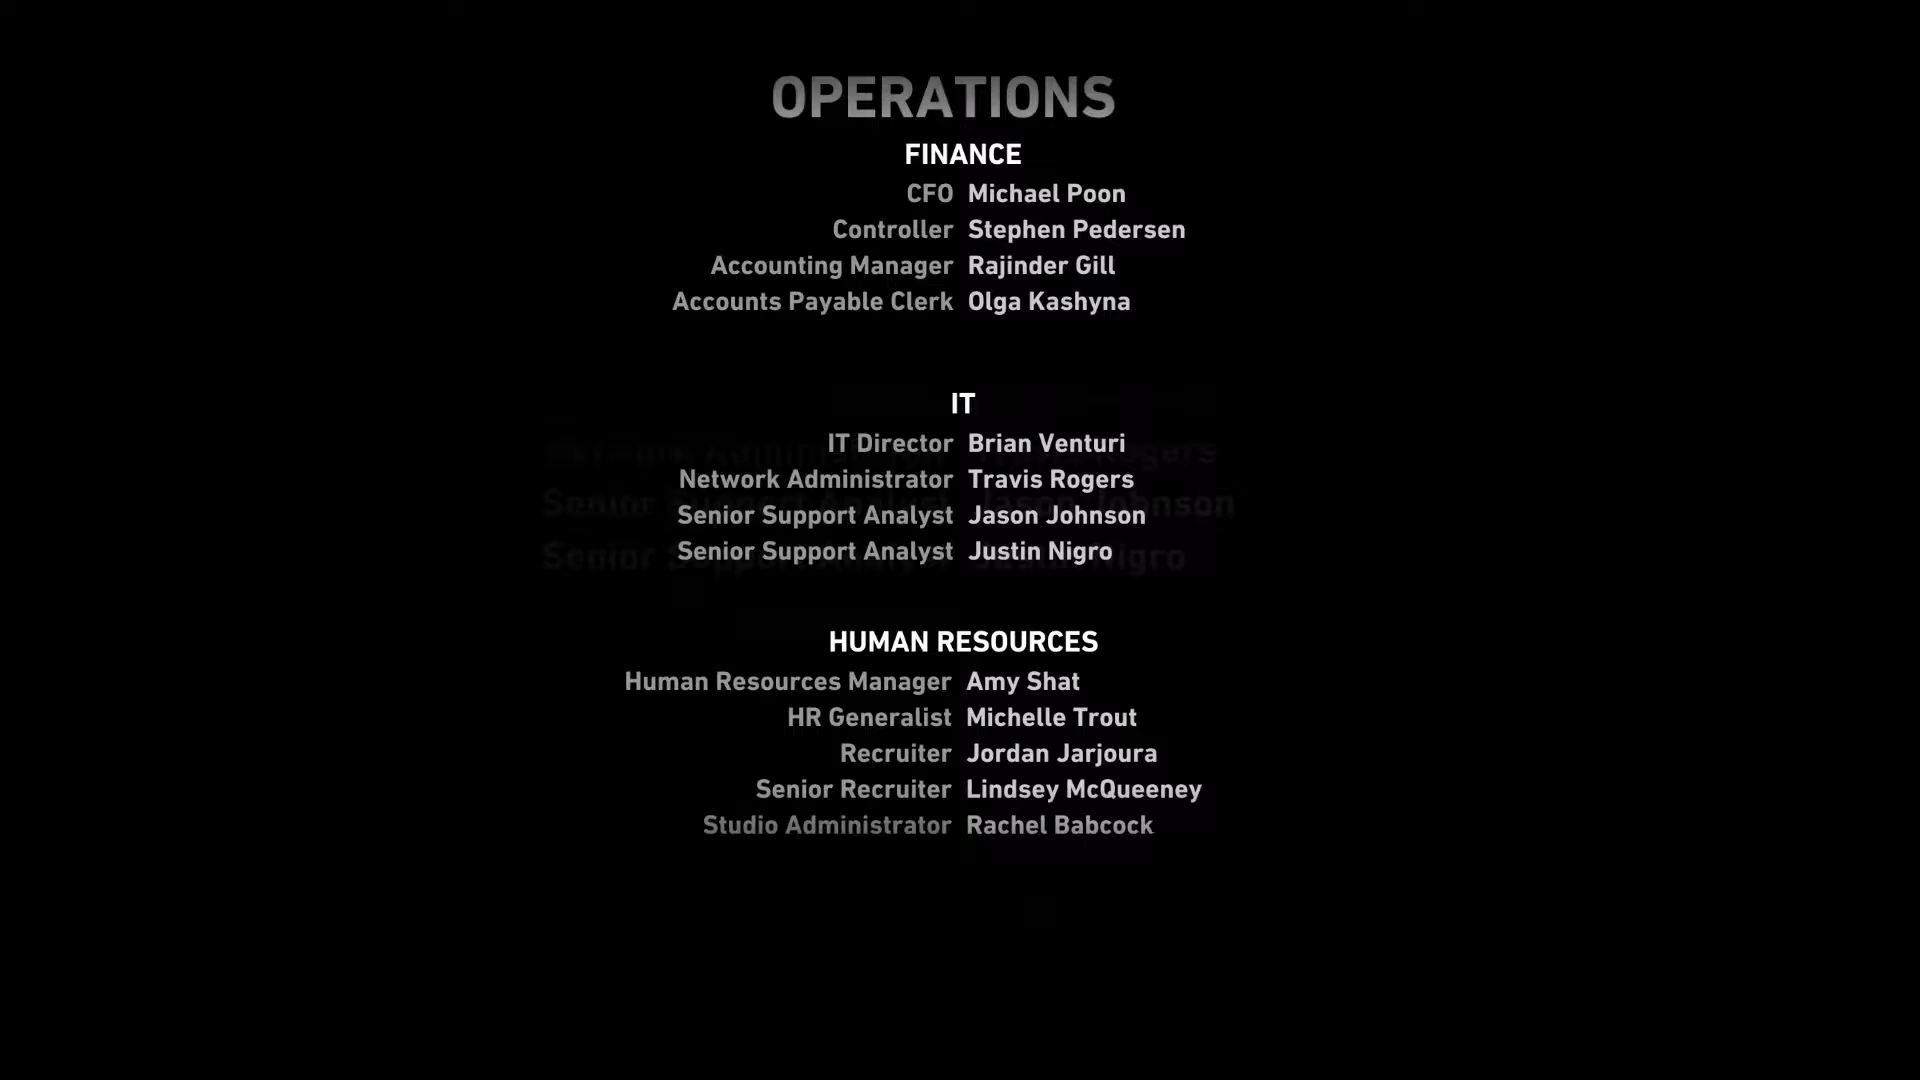 OPERATIONS
FINANCE
CFO Michael Poon
Controller Stephen Pedersen
Accounting Manager Rajinder Gill
Accounts Payable Clerk Olga Kashyna
IT
IT Director Brian Venturi
Network Administrator Travis Rogers
Senior Support Analyst Jason Johnson
Senior Support Analyst Justin Nigro
HUMAN RESOURCES
Human Resources Manager Amy Shat
HR Generalist Michelle Trout
Recruiter Jordan Jarjoura
Senior Recruiter Lindsey McQueeney
Studio Administrator Rachel Babcock